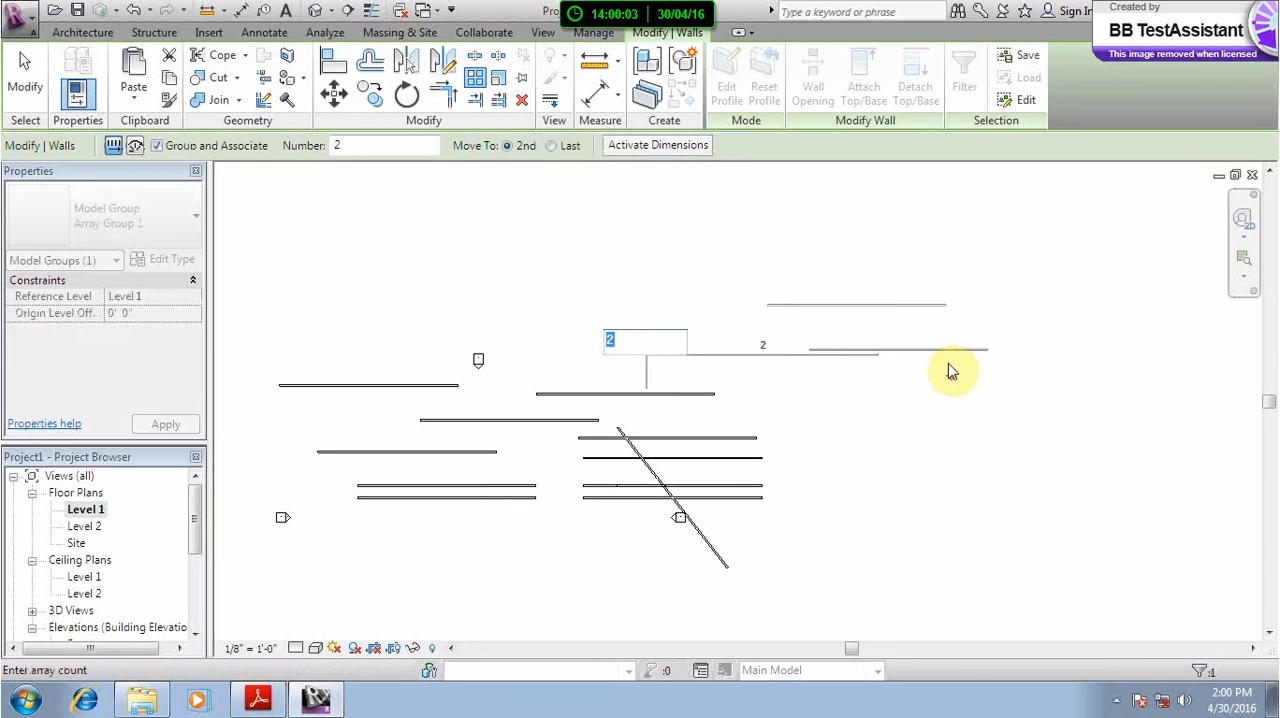 Pro
14:00:03 30/04/16
Type a keyword or phrase
Sign In
Created by
BB TestAssistant
This image removed when licensed
Architecture Structure Insert Annotate Analyze Massing & Site Collaborate View Manage Modify | Walls
Cope
Save
Cut
Load
Join
Edit
Modify Properties Paste
Edit Profile Reset Profile Wall Opening Attach Top/Base Detach Top/Base Filter
Select Properties Clipboard Geometry Modify View Measure Create Mode Modify Wall Selection
Modify | Walls Group and Associate Number: 2 Move To: 2nd Last Activate Dimensions
Properties
Model Group
Array Group 1
Model Groups (1) Edit Type
Constraints
Reference Level Level 1
Origin Level Off... 0' 0"
Properties help Apply
Project1 - Project Browser
Views (all)
Floor Plans
Level 1
Level 2
Site
Ceiling Plans
Level 1
Level 2
3D Views
Elevations (Building Elevatio
2
2
2D
1/8" = 1'-0"
Enter array count
:0
Main Model
:1
2:00 PM
4/30/2016